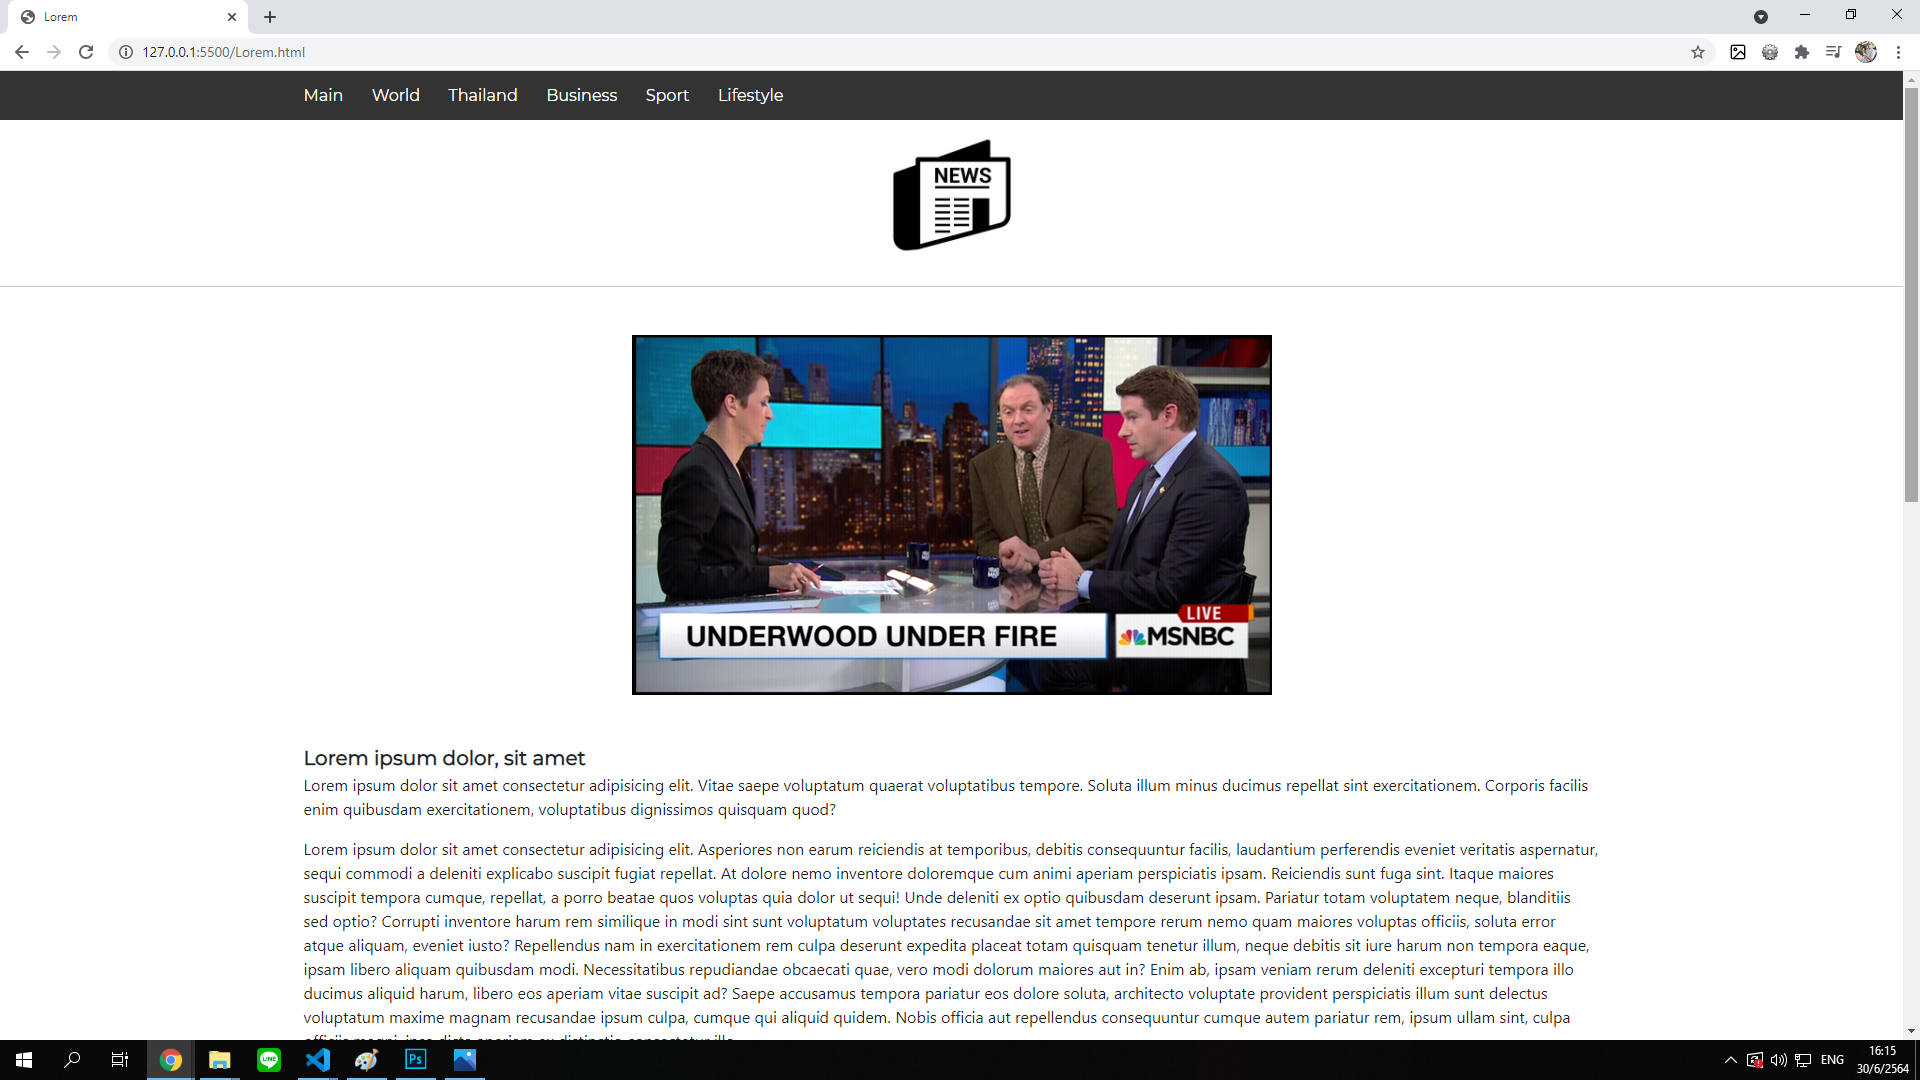 Lorem
127.0.0.1:5500/Lorem.html
Main World Thailand Business Sport Lifestyle
NEWS
LIVE
UNDERWOOD UNDER FIRE
MSNBC
Lorem ipsum dolor, sit amet
Lorem ipsum dolor sit amet consectetur adipisicing elit. Vitae saepe voluptatum quaerat voluptatibus tempore. Soluta illum minus ducimus repellat sint exercitationem. Corporis facilis
enim quibusdam exercitationem, voluptatibus dignissimos quisquam quod?
Lorem ipsum dolor sit amet consectetur adipisicing elit. Asperiores non earum reiciendis at temporibus, debitis consequuntur facilis, laudantium perferendis eveniet veritatis aspernatur,
sequi commodi a deleniti explicabo suscipit fugiat repellat. At dolore nemo inventore doloremque cum animi aperiam perspiciatis ipsam. Reiciendis sunt fuga sint. Itaque maiores
suscipit tempora cumque, repellat, a porro beatae quos voluptas quia dolor ut sequi! Unde deleniti ex optio quibusdam deserunt ipsam. Pariatur totam voluptatem neque, blanditiis
sed optio? Corrupti inventore harum rem similique in modi sint sunt voluptatum voluptates recusandae sit amet tempore rerum nemo quam maiores voluptas officiis, soluta error
atque aliquam, eveniet iusto? Repellendus nam in exercitationem rem culpa deserunt expedita placeat totam quisquam tenetur illum, neque debitis sit iure harum non tempora eaque,
ipsam libero aliquam quibusdam modi. Necessitatibus repudiandae obcaecati quae, vero modi dolorum maiores aut in? Enim ab, ipsam veniam rerum deleniti excepturi tempora illo
ducimus aliquid harum, libero eos aperiam vitae suscipit ad? Saepe accusamus tempora pariatur eos dolore soluta, architecto voluptate provident perspiciatis illum sunt delectus
voluptatum maxime magnam recusandae ipsum culpa, cumque qui aliquid quidem. Nobis officia aut repellendus consequuntur cumque autem pariatur rem, ipsum ullam sint, culpa
LINE
Ps
ENG
16:15
30/6/2564